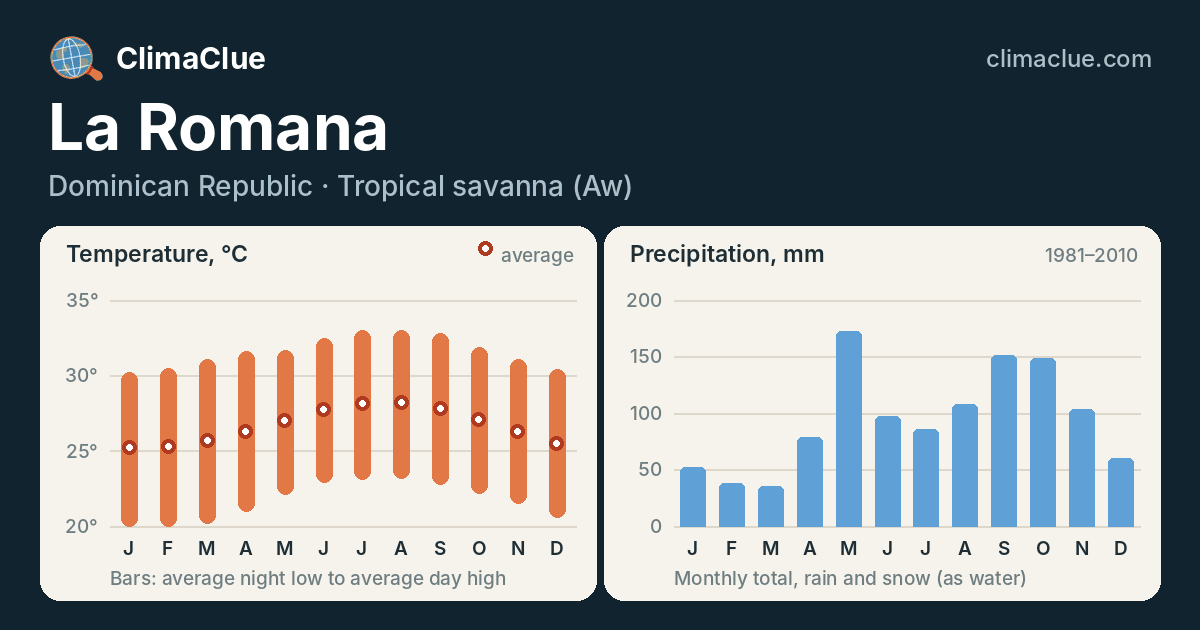 ClimaClue
climaclue.com
La Romana
Dominican Republic · Tropical savanna (Aw)
Temperature, °C
average
35°
30°
25°
20°
J F M A M J J A S O N D
Bars: average night low to average day high
Precipitation, mm
1981–2010
200
150
100
50
0
J F M A M J J A S O N D
Monthly total, rain and snow (as water)